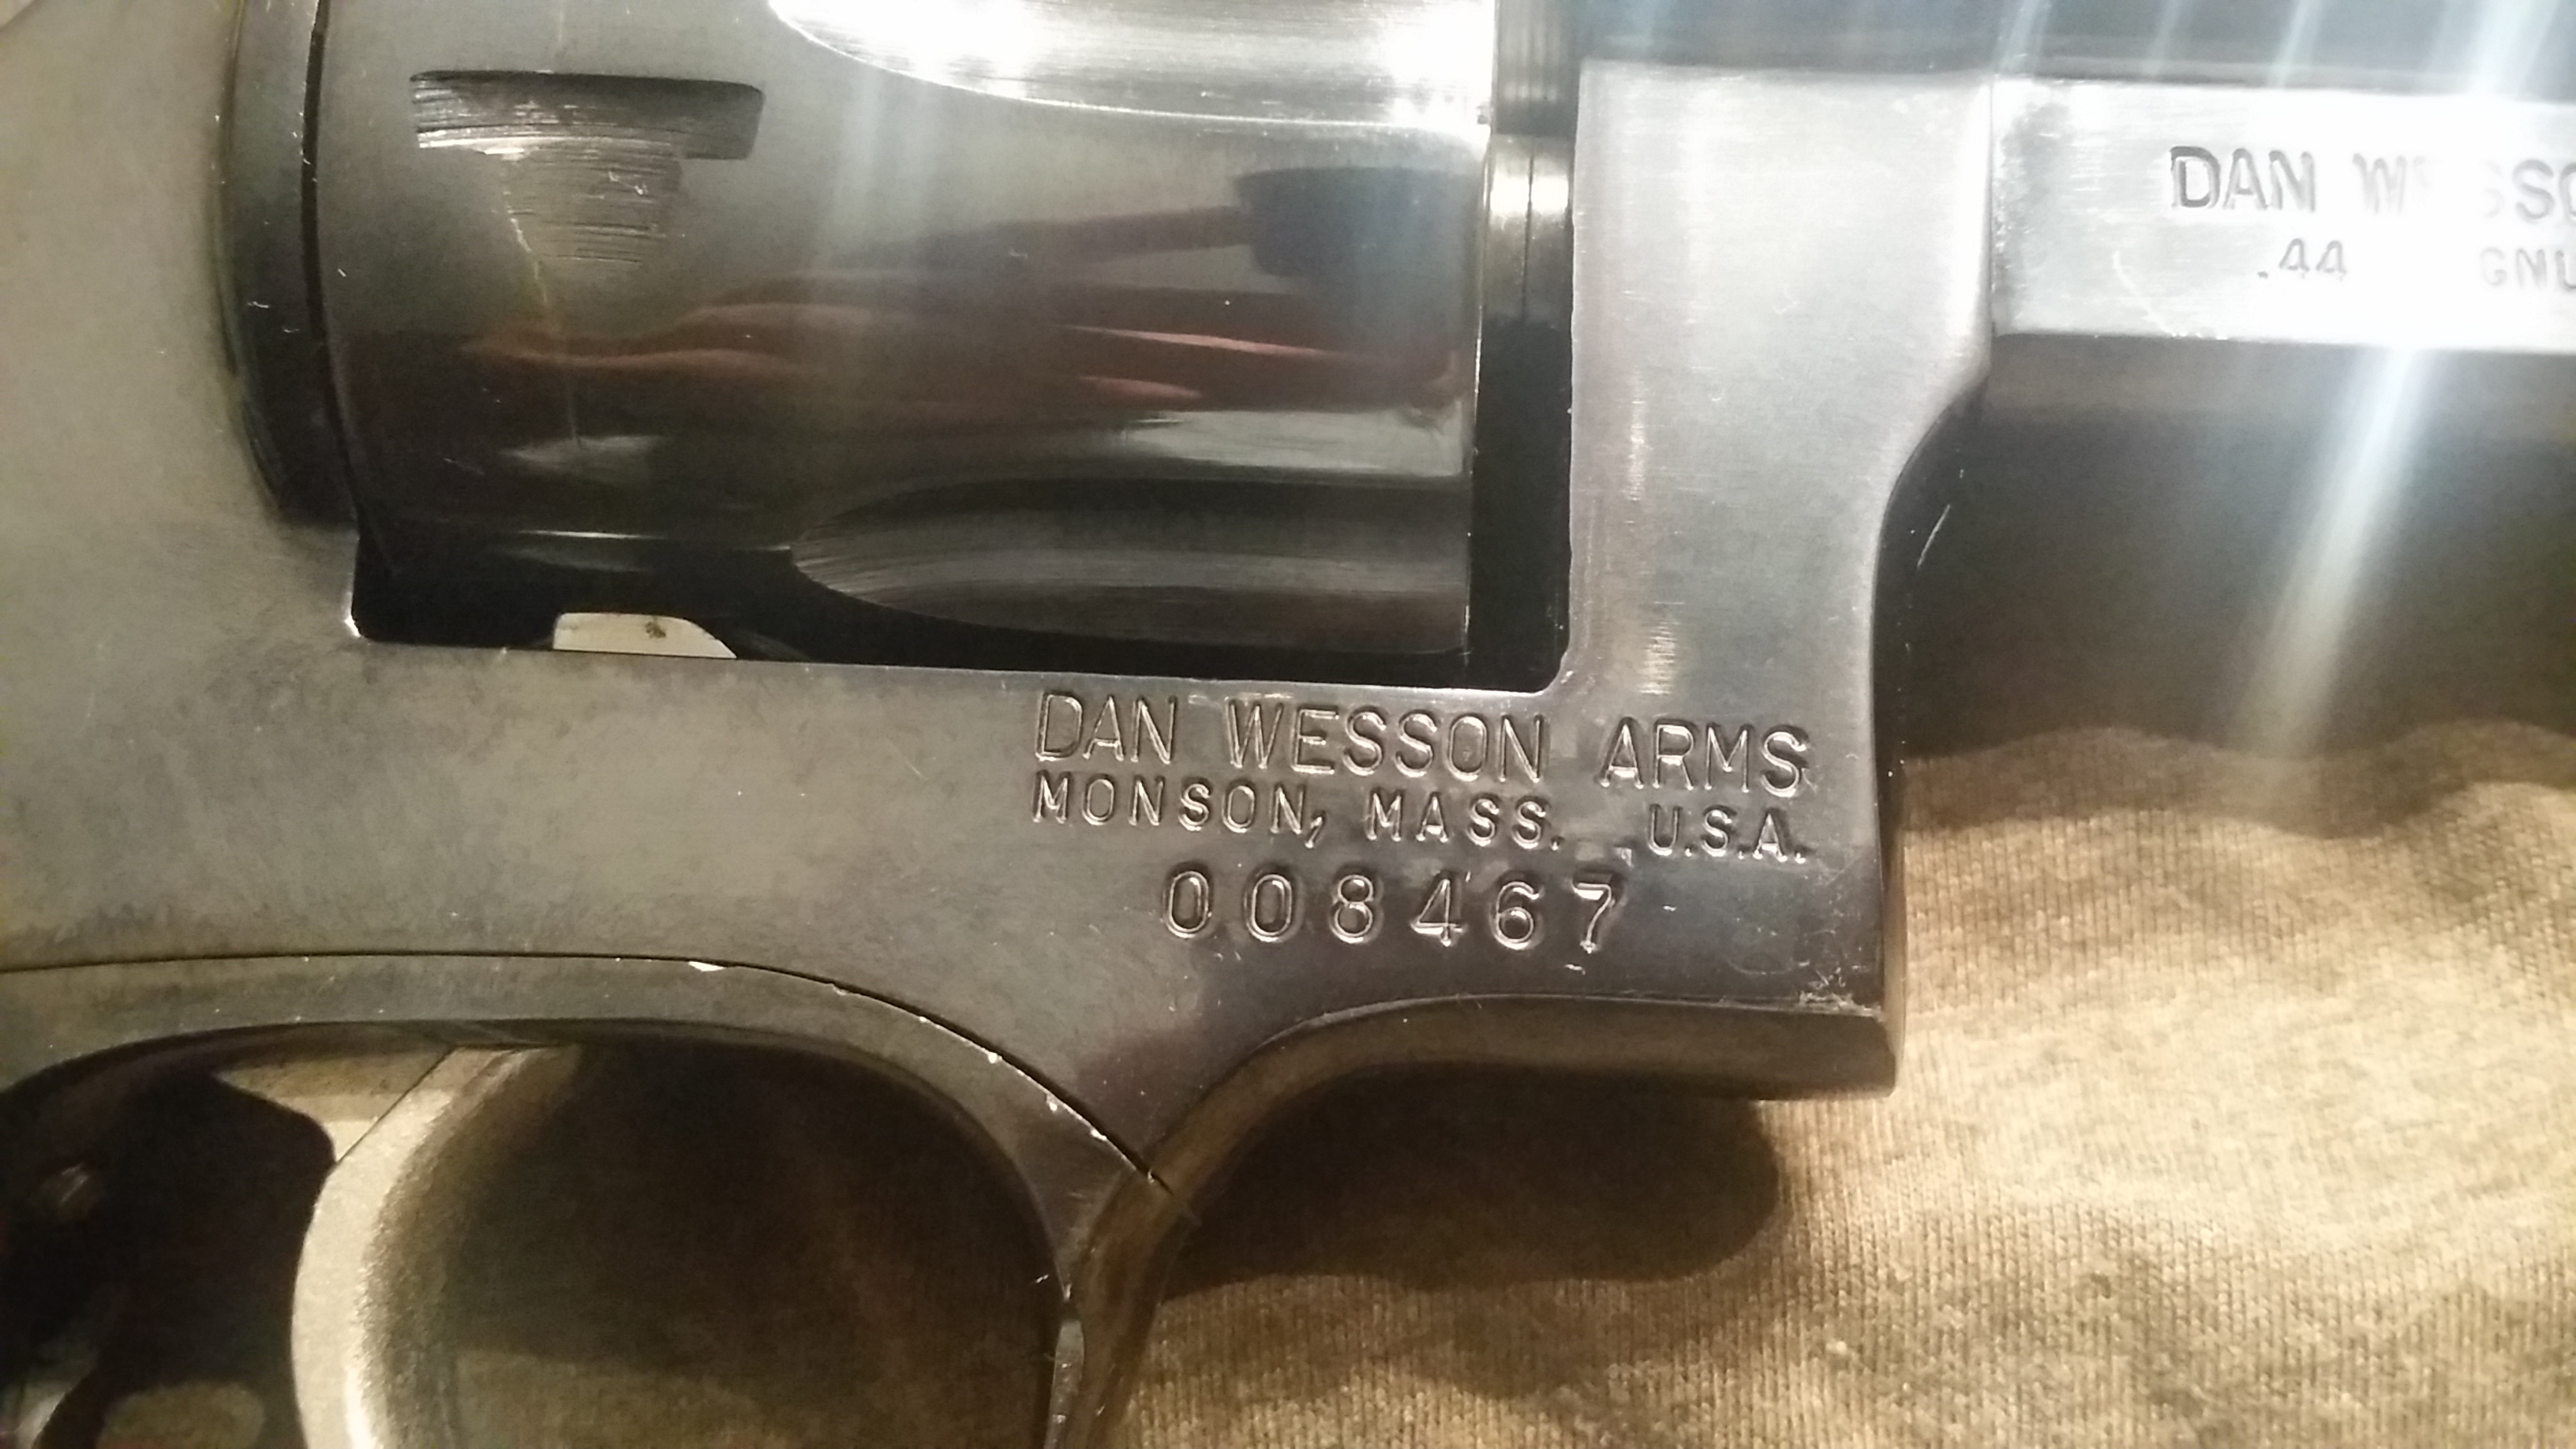 DAN
.44
DAN WESSON ARMS
MONSON, MASS. U.S.A.
008467